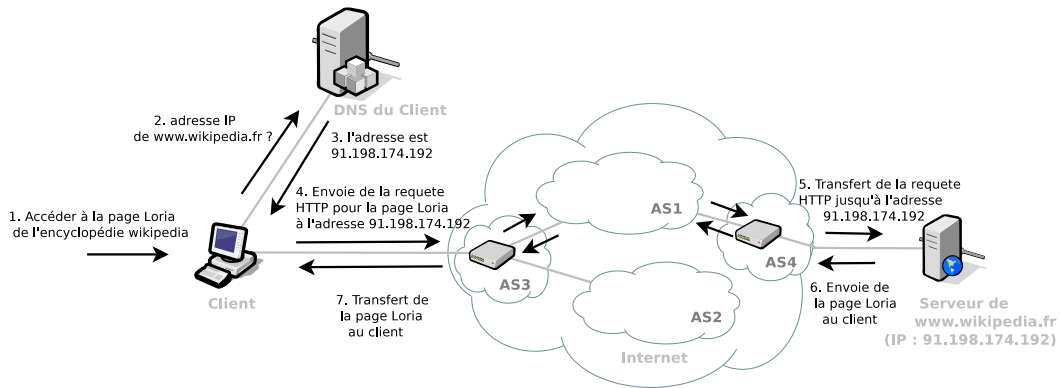 DNS du Client
2. adresse IP
de www.wikipedia.fr ?
3. l'adresse est
91.198.174.192
1. Accéder à la page Loria
de l'encyclopédie wikipedia
4. Envoie de la requete
HTTP pour la page Loria
à l'adresse 91.198.174.192
5. Transfert de la requete
HTTP jusqu'à l'adresse
91.198.174.192
AS1
AS4
AS3
AS2
Client
7. Transfert de
la page Loria
au client
6. Envoie de
la page Loria
au client
Internet
Serveur de
www.wikipedia.fr
(IP : 91.198.174.192)